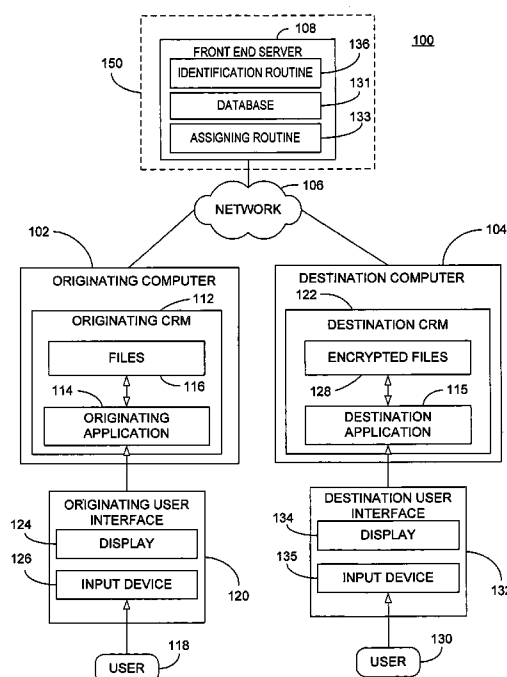 108
100
FRONT END SERVER
136
IDENTIFICATION ROUTINE
150
131
DATABASE
133
ASSIGNING ROUTINE
106
NETWORK
102
104
ORIGINATING COMPUTER
DESTINATION COMPUTER
112
122
ORIGINATING CRM
DESTINATION CRM
FILES
ENCRYPTED FILES
114
116
128
115
ORIGINATING
APPLICATION
DESTINATION
APPLICATION
ORIGINATING USER
INTERFACE
DESTINATION USER
INTERFACE
124
DISPLAY
134
DISPLAY
126
135
INPUT DEVICE
120
INPUT DEVICE
132
USER
118
USER
130